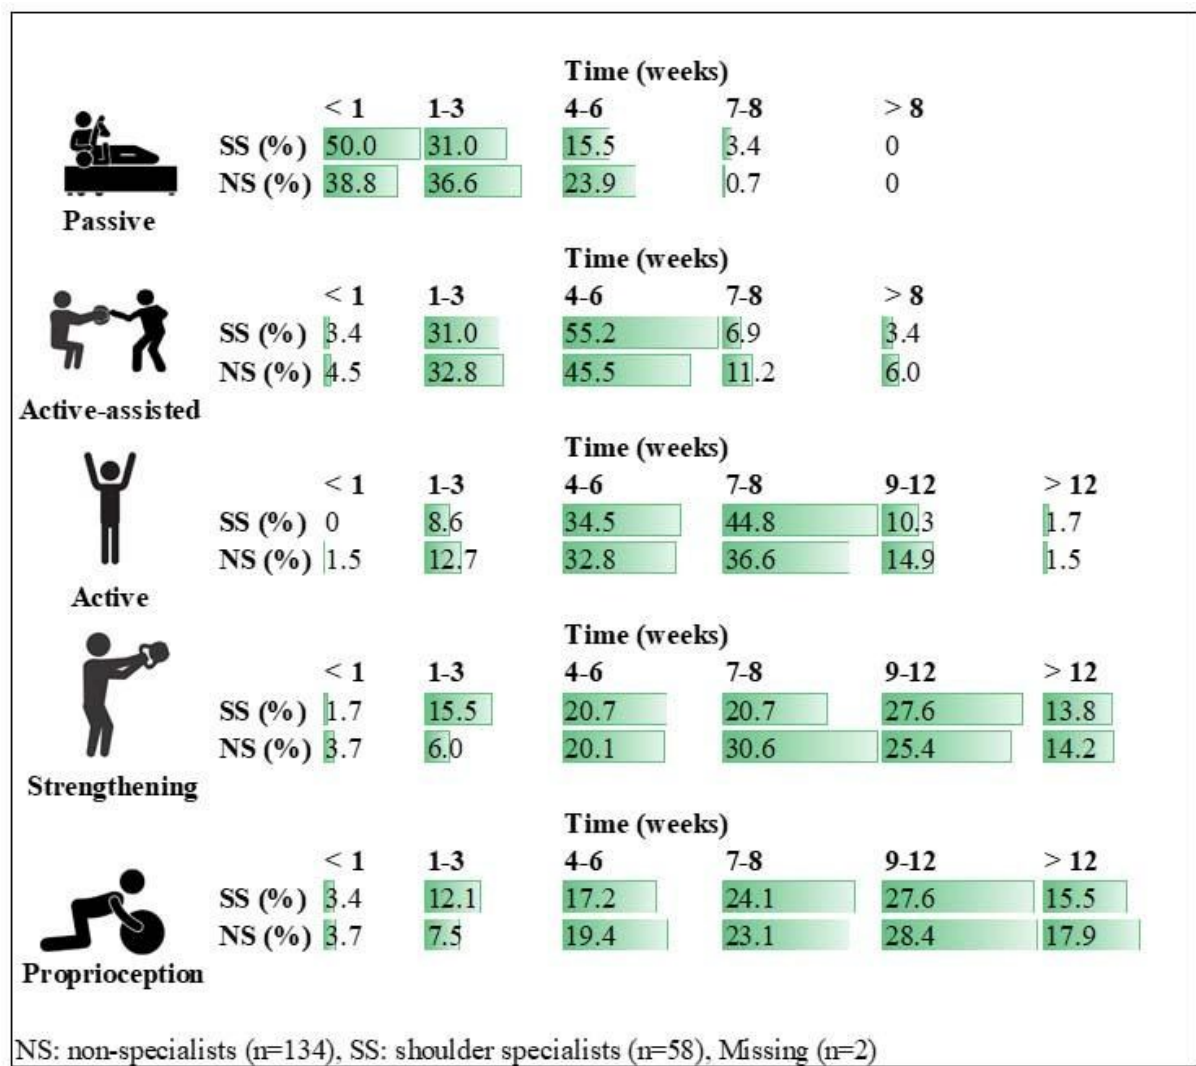 Time (weeks)
< 1 1-3 4-6 7-8 > 8
SS (%) 50.0 31.0 15.5 3.4 0
NS (%) 38.8 36.6 23.9 0.7 0
Passive
Time (weeks)
< 1 1-3 4-6 7-8 > 8
SS (%) 3.4 31.0 55.2 6.9 3.4
NS (%) 4.5 32.8 45.5 11.2 6.0
Active-assisted
Time (weeks)
< 1 1-3 4-6 7-8 9-12 > 12
SS (%) 0 8.6 34.5 44.8 10.3 1.7
NS (%) 1.5 12.7 32.8 36.6 14.9 1.5
Active
Time (weeks)
< 1 1-3 4-6 7-8 9-12 > 12
SS (%) 1.7 15.5 20.7 20.7 27.6 13.8
NS (%) 3.7 6.0 20.1 30.6 25.4 14.2
Strengthening
Time (weeks)
< 1 1-3 4-6 7-8 9-12 > 12
SS (%) 3.4 12.1 17.2 24.1 27.6 15.5
NS (%) 3.7 7.5 19.4 23.1 28.4 17.9
Proprioception
NS: non-specialists (n=134), SS: shoulder specialists (n=58), Missing (n=2)